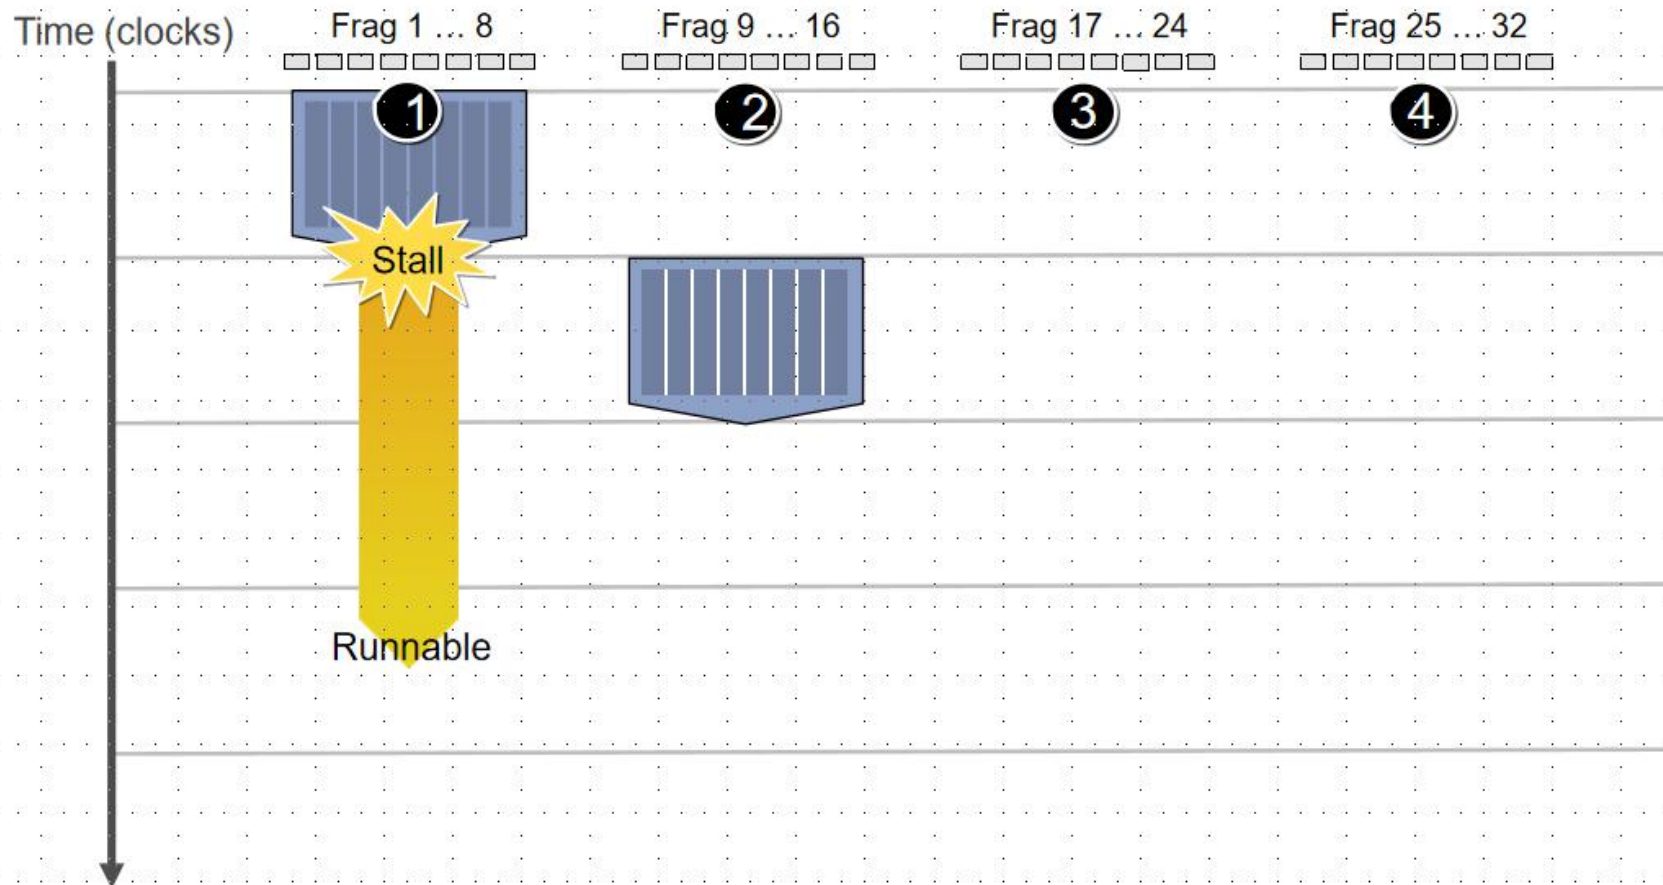 Time (clocks)
Frag 1 … 8
Frag 9 … 16
Frag 17 … 24
Frag 25 … 32
1
2
3
4
Stall
Runnable